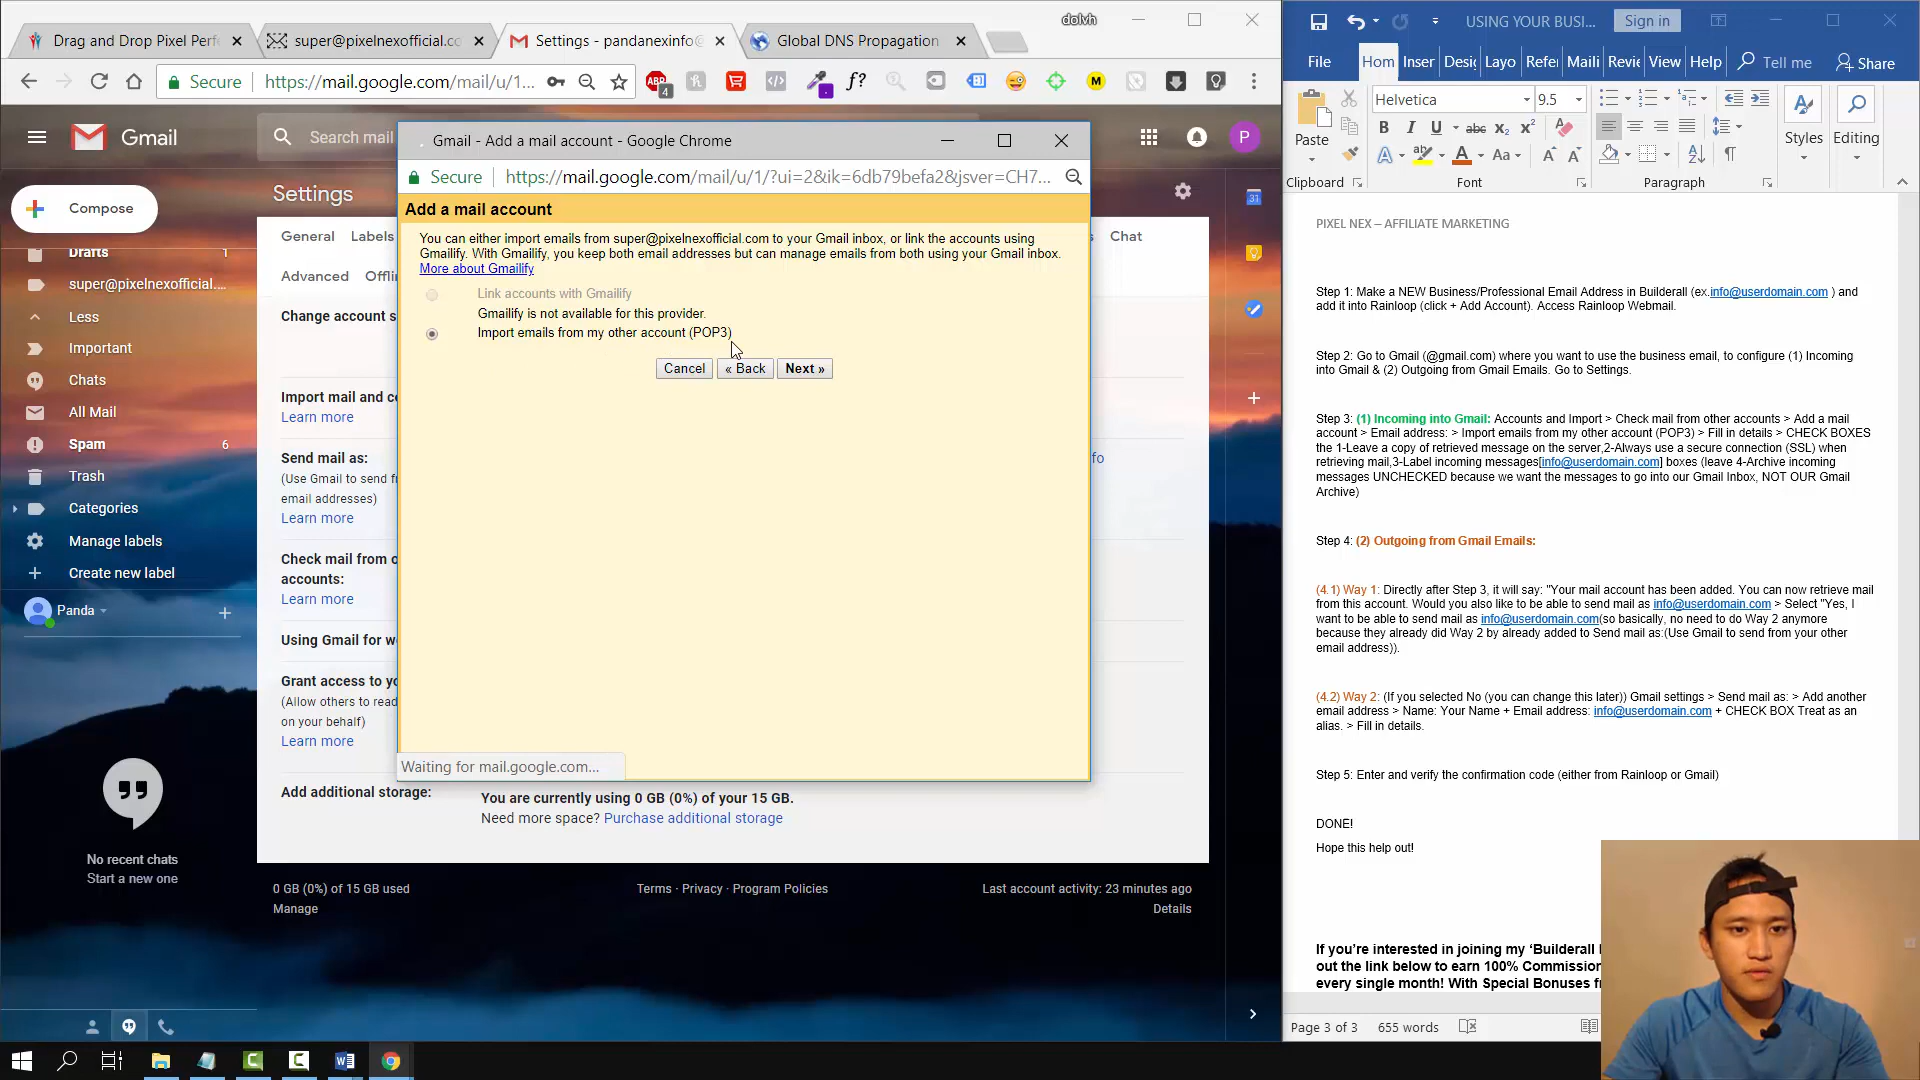 dolvh
Drag and Drop Pixel Perf
super@pixelnexofficial.co
Settings - pandanexinfo@
Global DNS Propagation
Secure
https://mail.google.com/mail/u/1...
ABP
4
f?
M
Gmail
Search mail
P
Compose
Drafts 1
super@pixelnexofficial....
Less
Important
Chats
All Mail
Spam 6
Trash
Categories
Manage labels
Create new label
Panda
No recent chats
Start a new one
Settings
General Labels
Chat
Advanced Offlin
Change account s
Import mail and co
Learn more
Send mail as:
(Use Gmail to send fr
email addresses)
Learn more
fo
Check mail from o
accounts:
Learn more
Using Gmail for w
Grant access to yo
(Allow others to read
on your behalf)
Learn more
Add additional storage:
You are currently using 0 GB (0%) of your 15 GB.
Need more space? Purchase additional storage
0 GB (0%) of 15 GB used
Manage
Terms · Privacy · Program Policies
Last account activity: 23 minutes ago
Details
31
Gmail - Add a mail account - Google Chrome
Secure
https://mail.google.com/mail/u/1/?ui=2&ik=6db79befa2&jsver=CH7...
Add a mail account
You can either import emails from super@pixelnexofficial.com to your Gmail inbox, or link the accounts using
Gmailify. With Gmailify, you keep both email addresses but can manage emails from both using your Gmail inbox.
More about Gmailify
Link accounts with Gmailify
Gmailify is not available for this provider.
Import emails from my other account (POP3)
Cancel « Back Next »
Waiting for mail.google.com...
USING YOUR BUSI...
Sign in
File Hom Inser Desig Layo Refer Maili Revie View Help Tell me Share
Paste
Helvetica 9.5
B I U abc x₂ x²
A A Aa A A
Styles
Editing
Clipboard Font Paragraph
PIXEL NEX – AFFILIATE MARKETING
Step 1: Make a NEW Business/Professional Email Address in Builderall (ex.info@userdomain.com ) and
add it into Rainloop (click + Add Account). Access Rainloop Webmail.
Step 2: Go to Gmail (@gmail.com) where you want to use the business email, to configure (1) Incoming
into Gmail & (2) Outgoing from Gmail Emails. Go to Settings.
Step 3: (1) Incoming into Gmail: Accounts and Import > Check mail from other accounts > Add a mail
account > Email address: > Import emails from my other account (POP3) > Fill in details > CHECK BOXES
the 1-Leave a copy of retrieved message on the server,2-Always use a secure connection (SSL) when
retrieving mail,3-Label incoming messages[info@userdomain.com] boxes (leave 4-Archive incoming
messages UNCHECKED because we want the messages to go into our Gmail Inbox, NOT OUR Gmail
Archive)
Step 4: (2) Outgoing from Gmail Emails:
(4.1) Way 1: Directly after Step 3, it will say: "Your mail account has been added. You can now retrieve mail
from this account. Would you also like to be able to send mail as info@userdomain.com > Select "Yes, I
want to be able to send mail as info@userdomain.com(so basically, no need to do Way 2 anymore
because they already did Way 2 by already added to Send mail as:(Use Gmail to send from your other
email address)).
(4.2) Way 2: (If you selected No (you can change this later)) Gmail settings > Send mail as: > Add another
email address > Name: Your Name + Email address: info@userdomain.com + CHECK BOX Treat as an
alias. > Fill in details.
Step 5: Enter and verify the confirmation code (either from Rainloop or Gmail)
DONE!
Hope this help out!
If you're interested in joining my 'Builderall
out the link below to earn 100% Commission
every single month! With Special Bonuses fr
Page 3 of 3 655 words